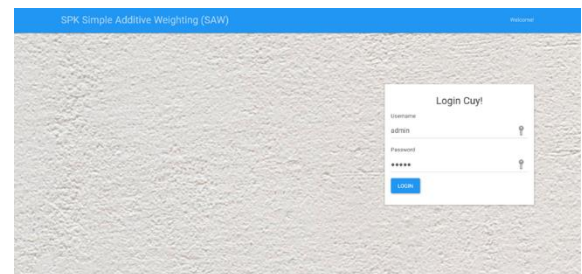 SPK Simple Additive Weighting (SAW)
Welcome!
Login Cuy!
Username
admin
Password
•••••
LOGIN